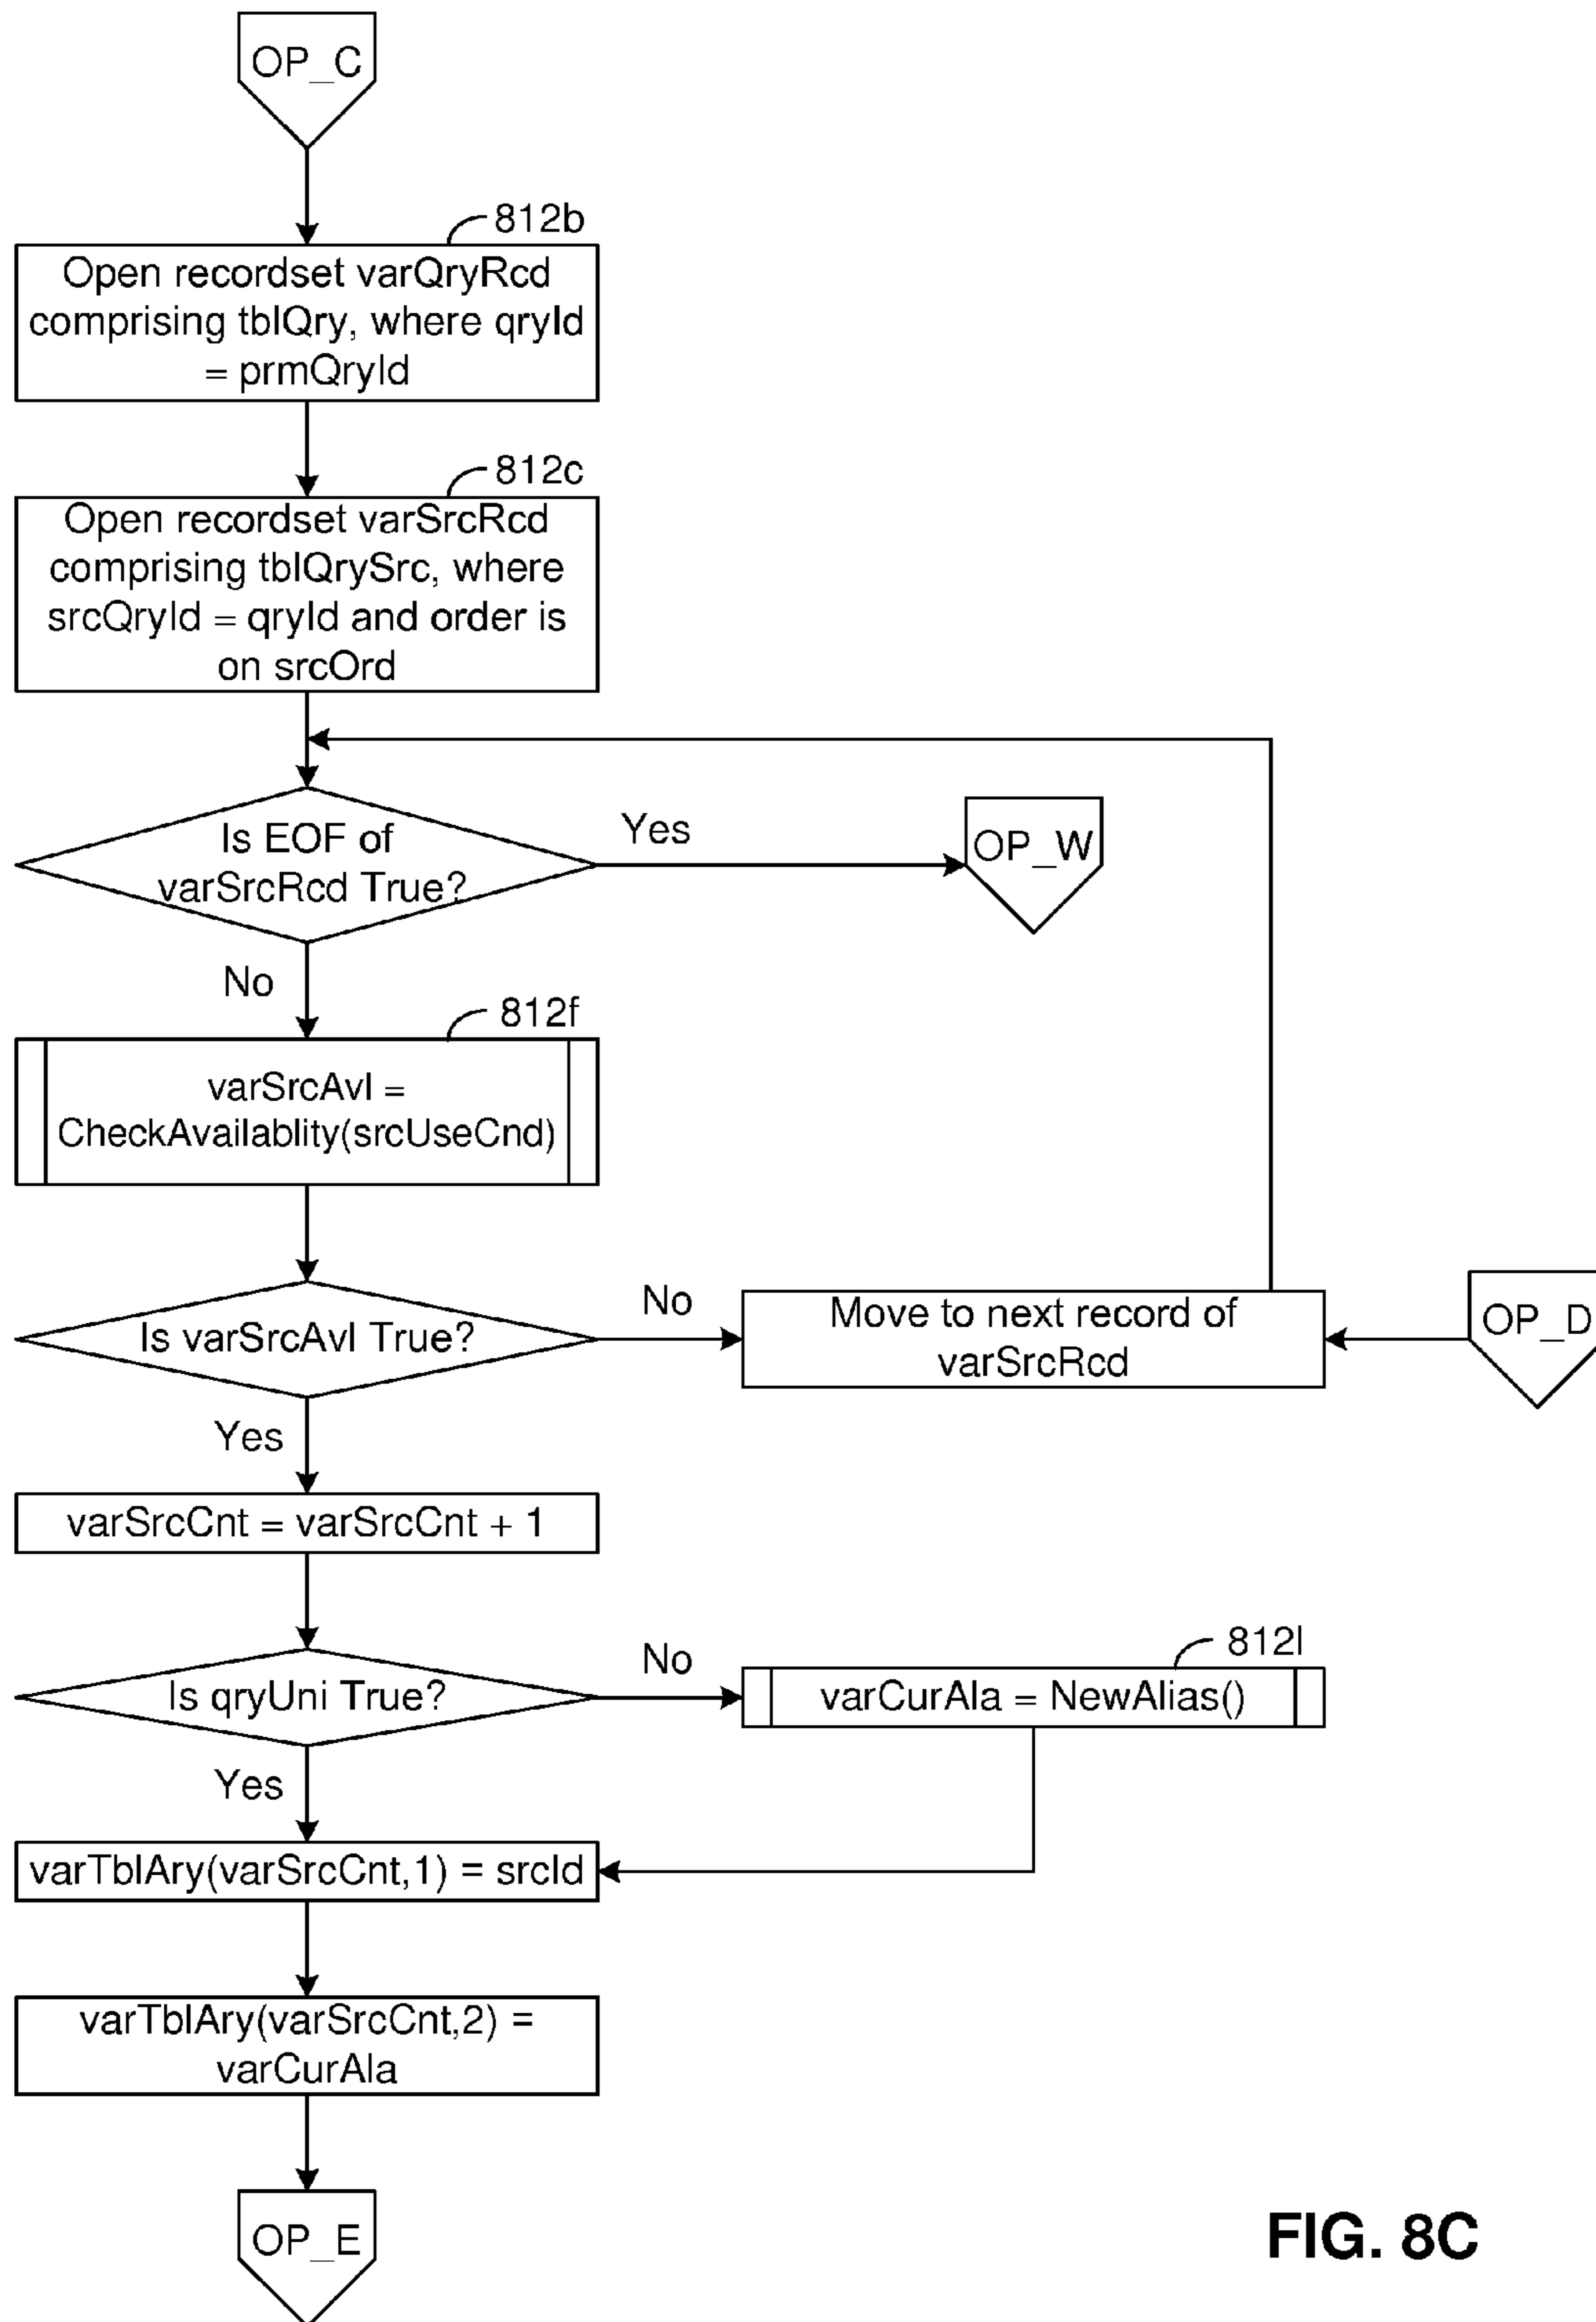 OP_C
812b
Open recordset varQryRcd
comprising tblQry, where qryId
= prmQryId
812c
Open recordset varSrcRcd
comprising tblQrySrc, where
srcQryId = qryId and order is
on srcOrd
Is EOF of
varSrcRcd True?
Yes
OP_W
No
812f
varSrcAvl =
CheckAvailablity(srcUseCnd)
Is varSrcAvl True?
No
Move to next record of
varSrcRcd
OP_D
Yes
varSrcCnt = varSrcCnt + 1
Is qryUni True?
No
812l
varCurAla = NewAlias()
Yes
varTblAry(varSrcCnt,1) = srcId
varTblAry(varSrcCnt,2) =
varCurAla
OP_E
FIG. 8C